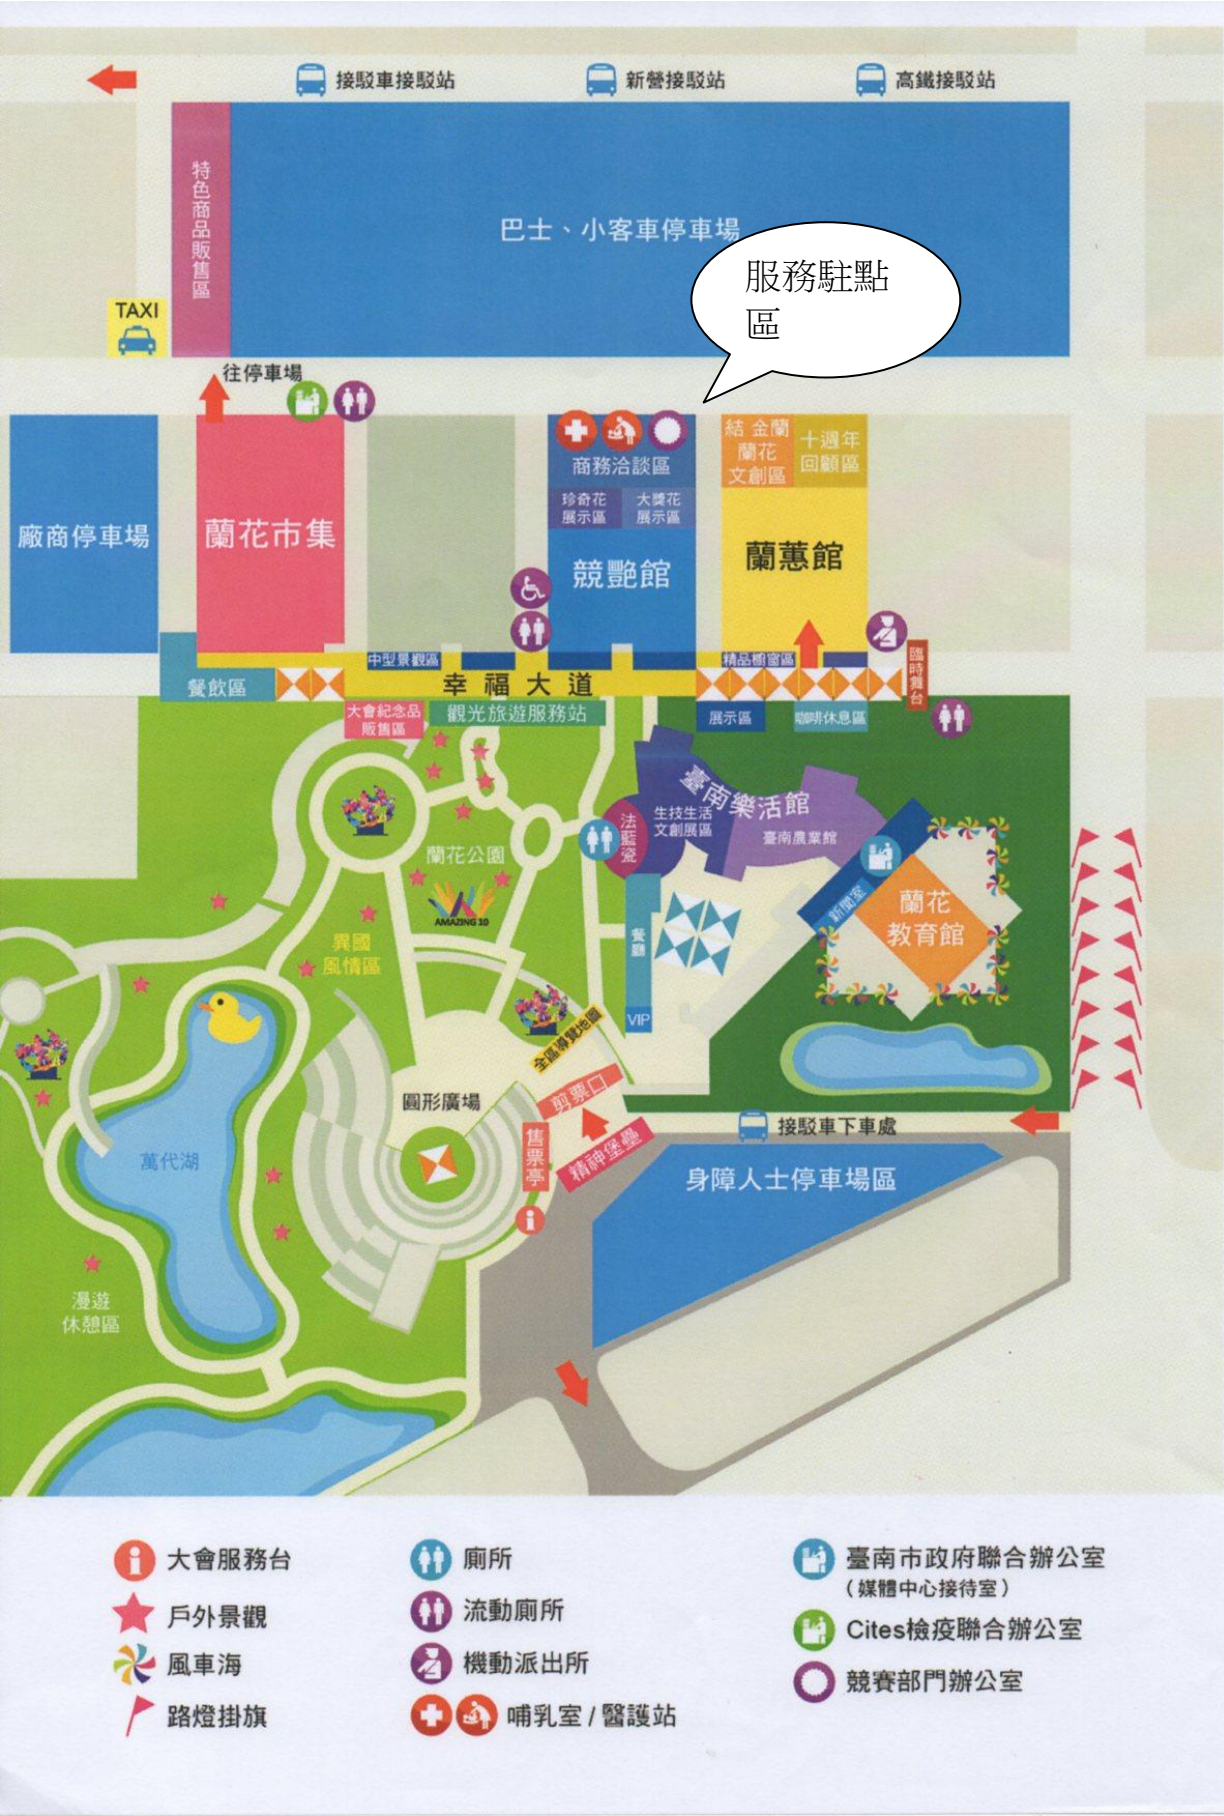 接駁車接駁站
新營接駁站
高鐵接駁站
特色商品販售區
巴士、小客車停車場
服務駐點
區
TAXI
往停車場
廠商停車場
蘭花市集
商務洽談區
珍奇花
展示區
大獎花
展示區
競艷館
結 金蘭
蘭花
文創區
十週年
回顧區
蘭蕙館
中型景觀區
精品櫥窗區
臨時舞台
餐飲區
幸福大道
大會紀念品
販售區
觀光旅遊服務站
展示區
咖啡休息區
臺南樂活館
生技生活
文創展區
臺南農業館
法藍瓷
蘭花公園
AMAZING 10
異國
風情區
餐廳
VIP
新聞室
蘭花
教育館
全區導覽地圖
圓形廣場
剪票口
售票亭
精神堡壘
接駁車下車處
身障人士停車場區
萬代湖
漫遊
休憩區
大會服務台
戶外景觀
風車海
路燈掛旗
廁所
流動廁所
機動派出所
哺乳室 / 醫護站
臺南市政府聯合辦公室
（媒體中心接待室）
Cites檢疫聯合辦公室
競賽部門辦公室